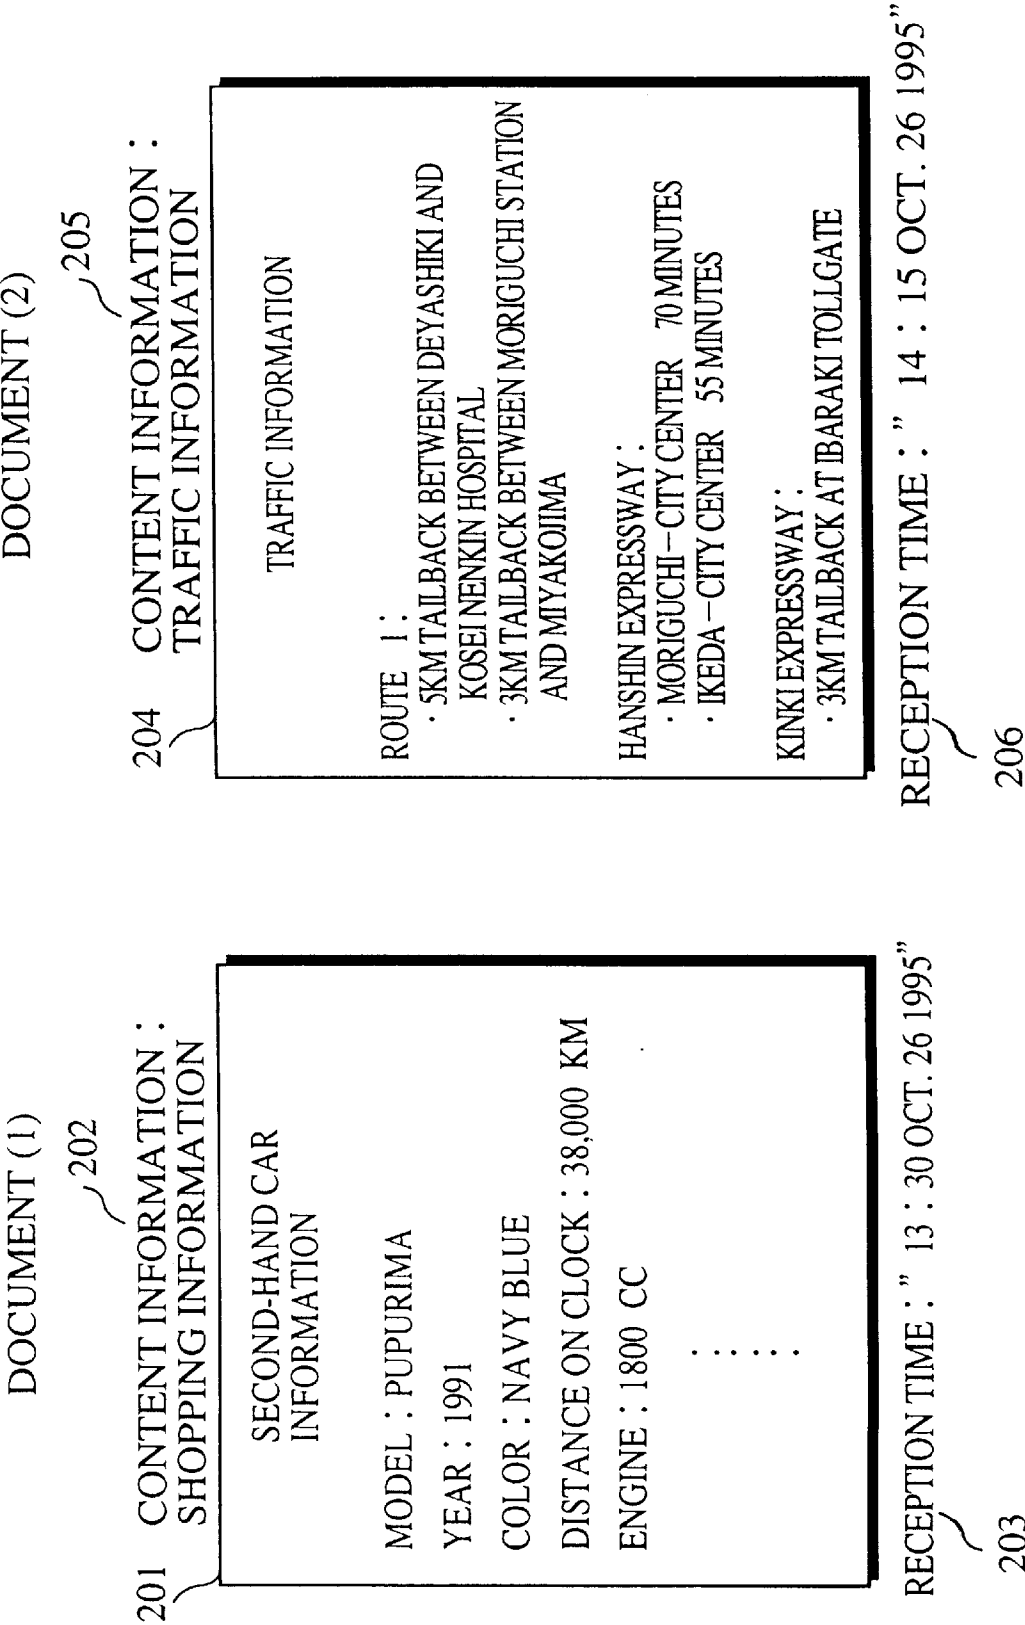 DOCUMENT (1)
202
201 CONTENT INFORMATION :
SHOPPING INFORMATION
SECOND-HAND CAR
INFORMATION
MODEL : PUPURIMA
YEAR : 1991
COLOR : NAVY BLUE
DISTANCE ON CLOCK : 38,000 KM
ENGINE : 1800 CC
. . . . . .
RECEPTION TIME : ” 13 : 30 OCT. 26 1995”
203
DOCUMENT (2)
205
204 CONTENT INFORMATION :
TRAFFIC INFORMATION
TRAFFIC INFORMATION
ROUTE 1 :
· 5KM TAILBACK BETWEEN DEYASHIKI AND
KOSEI NENKIN HOSPITAL
· 3KM TAILBACK BETWEEN MORIGUCHI STATION
AND MIYAKOJIMA
HANSHIN EXPRESSWAY :
· MORIGUCHI－CITY CENTER 70 MINUTES
· IKEDA－CITY CENTER 55 MINUTES
KINKI EXPRESSWAY :
· 3KM TAILBACK AT IBARAKI TOLLGATE
RECEPTION TIME : ” 14 : 15 OCT. 26 1995”
206